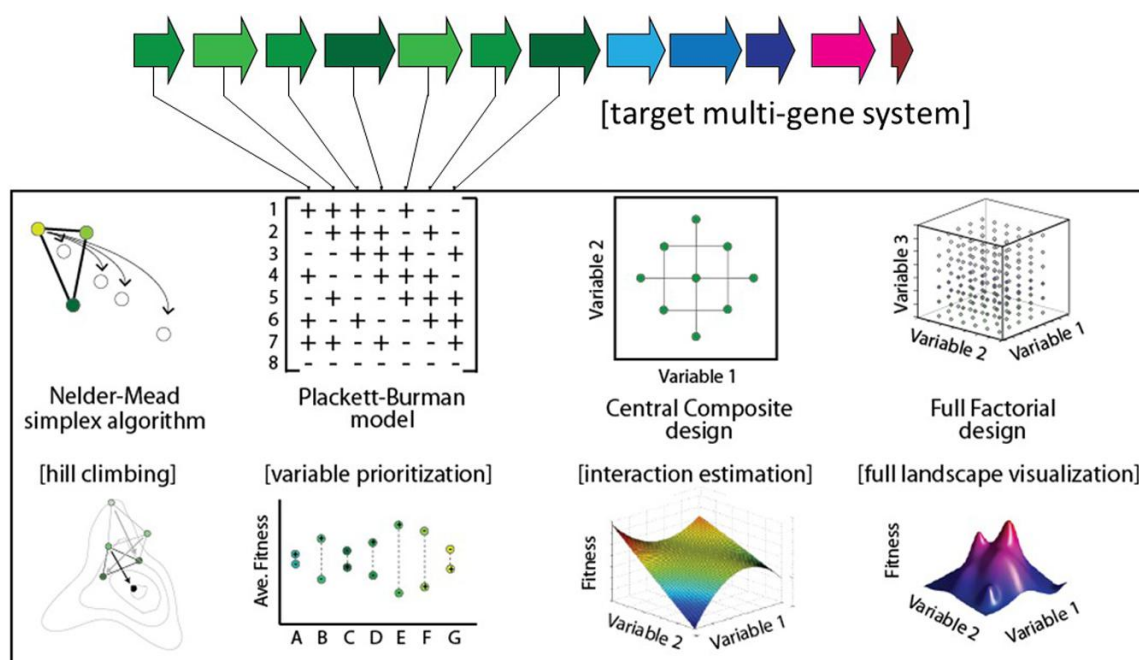 [target multi-gene system]
1 + + + - + - -
2 - + + + - + -
3 - - + + + - +
4 + - - + + + -
5 - + - - + + +
6 + - + - - + +
7 + + - + - - +
8 - - - - - - -
Variable 2
Variable 1
Variable 3
Variable 2
Variable 1
Nelder-Mead
simplex algorithm
Plackett-Burman
model
Central Composite
design
Full Factorial
design
[hill climbing]
[variable prioritization]
[interaction estimation]
[full landscape visualization]
Ave. Fitness
A B C D E F G
Fitness
Variable 2
Variable 1
Fitness
Variable 2
Variable 1